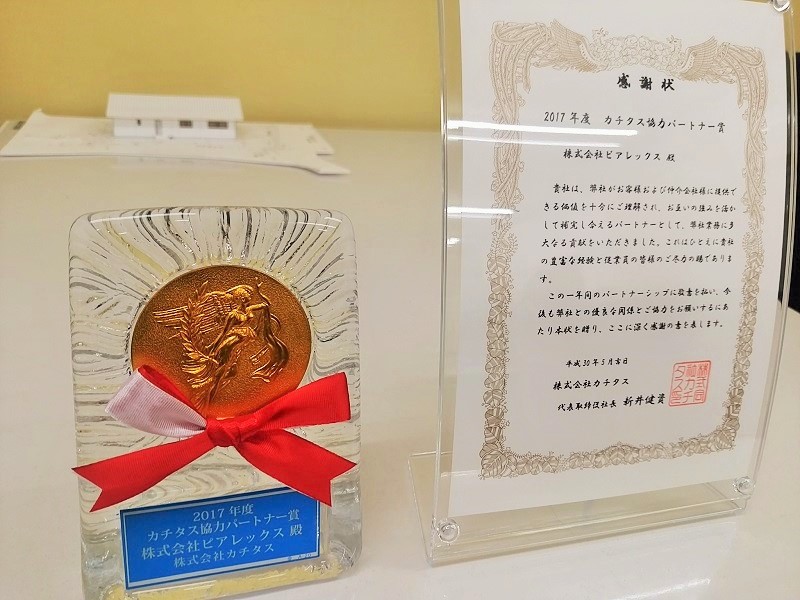 感謝状
2017年度 カチタス協力パートナー賞
株式会社ピアレックス 殿
貴社は、弊社がお客様および仲介会社様に提供で
きる価値を十分にご理解され、お互いの強みを活か
して補完し合えるパートナーとして、弊社業務に多
大なる貢献をいただきました。これはひとえに貴社
の豊富な経験と従業員の皆様のご尽力の賜でありま
す。
この一年間のパートナーシップに敬意を払い、今
後も弊社との優良な関係とご協力をお願いするにあ
たり本状を贈り、ここに深く感謝の意を表します。
平成30年5月吉日
株式会社カチタス
代表取締役社長 新井健資
株式会
社カチ
タス
2017年度
カチタス協力パートナー賞
株式会社ピアレックス 殿
株式会社カチタス